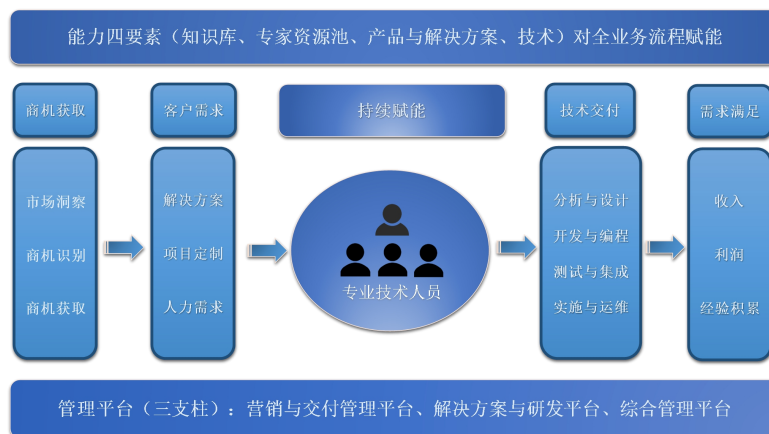 能力四要素（知识库、专家资源池、产品与解决方案、技术）对全业务流程赋能
商机获取
客户需求
持续赋能
技术交付
需求满足
市场洞察
商机识别
商机获取
解决方案
项目定制
人力需求
专业技术人员
分析与设计
开发与编程
测试与集成
实施与运维
收入
利润
经验积累
管理平台（三支柱）：营销与交付管理平台、解决方案与研发平台、综合管理平台